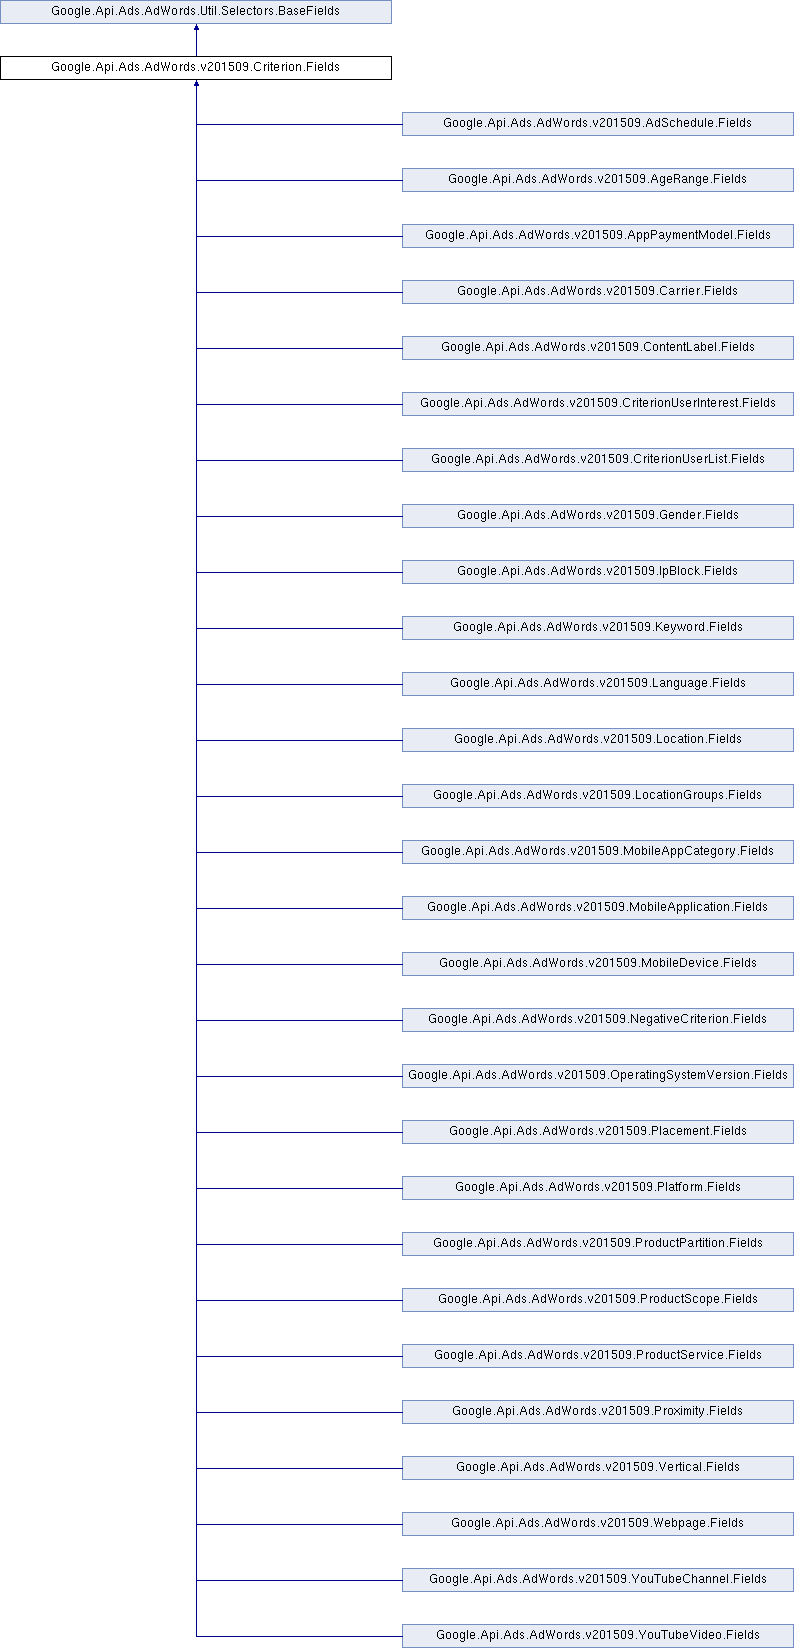 Google.Api.Ads.AdWords.Util.Selectors.BaseFields
Google.Api.Ads.AdWords.v201509.Criterion.Fields
Google.Api.Ads.AdWords.v201509.AdSchedule.Fields
Google.Api.Ads.AdWords.v201509.AgeRange.Fields
Google.Api.Ads.AdWords.v201509.AppPaymentModel.Fields
Google.Api.Ads.AdWords.v201509.Carrier.Fields
Google.Api.Ads.AdWords.v201509.ContentLabel.Fields
Google.Api.Ads.AdWords.v201509.CriterionUserInterest.Fields
Google.Api.Ads.AdWords.v201509.CriterionUserList.Fields
Google.Api.Ads.AdWords.v201509.Gender.Fields
Google.Api.Ads.AdWords.v201509.IpBlock.Fields
Google.Api.Ads.AdWords.v201509.Keyword.Fields
Google.Api.Ads.AdWords.v201509.Language.Fields
Google.Api.Ads.AdWords.v201509.Location.Fields
Google.Api.Ads.AdWords.v201509.LocationGroups.Fields
Google.Api.Ads.AdWords.v201509.MobileAppCategory.Fields
Google.Api.Ads.AdWords.v201509.MobileApplication.Fields
Google.Api.Ads.AdWords.v201509.MobileDevice.Fields
Google.Api.Ads.AdWords.v201509.NegativeCriterion.Fields
Google.Api.Ads.AdWords.v201509.OperatingSystemVersion.Fields
Google.Api.Ads.AdWords.v201509.Placement.Fields
Google.Api.Ads.AdWords.v201509.Platform.Fields
Google.Api.Ads.AdWords.v201509.ProductPartition.Fields
Google.Api.Ads.AdWords.v201509.ProductScope.Fields
Google.Api.Ads.AdWords.v201509.ProductService.Fields
Google.Api.Ads.AdWords.v201509.Proximity.Fields
Google.Api.Ads.AdWords.v201509.Vertical.Fields
Google.Api.Ads.AdWords.v201509.Webpage.Fields
Google.Api.Ads.AdWords.v201509.YouTubeChannel.Fields
Google.Api.Ads.AdWords.v201509.YouTubeVideo.Fields